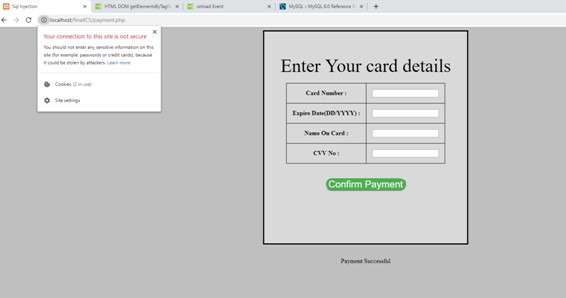 Sql Injection
HTML DOM getElementsByTagN
onload Event
MySQL :: MySQL 8.0 Reference M
localhost/finalICS/payment.php
Your connection to this site is not secure
You should not enter any sensitive information on
this site (for example, passwords or credit cards), because
it could be stolen by attackers. Learn more
Cookies (2 in use)
Site settings
Enter Your card details
Card Number :
Expire Date(DD/YYYY) :
Name On Card :
CVV No :
Confirm Payment
Payment Successful